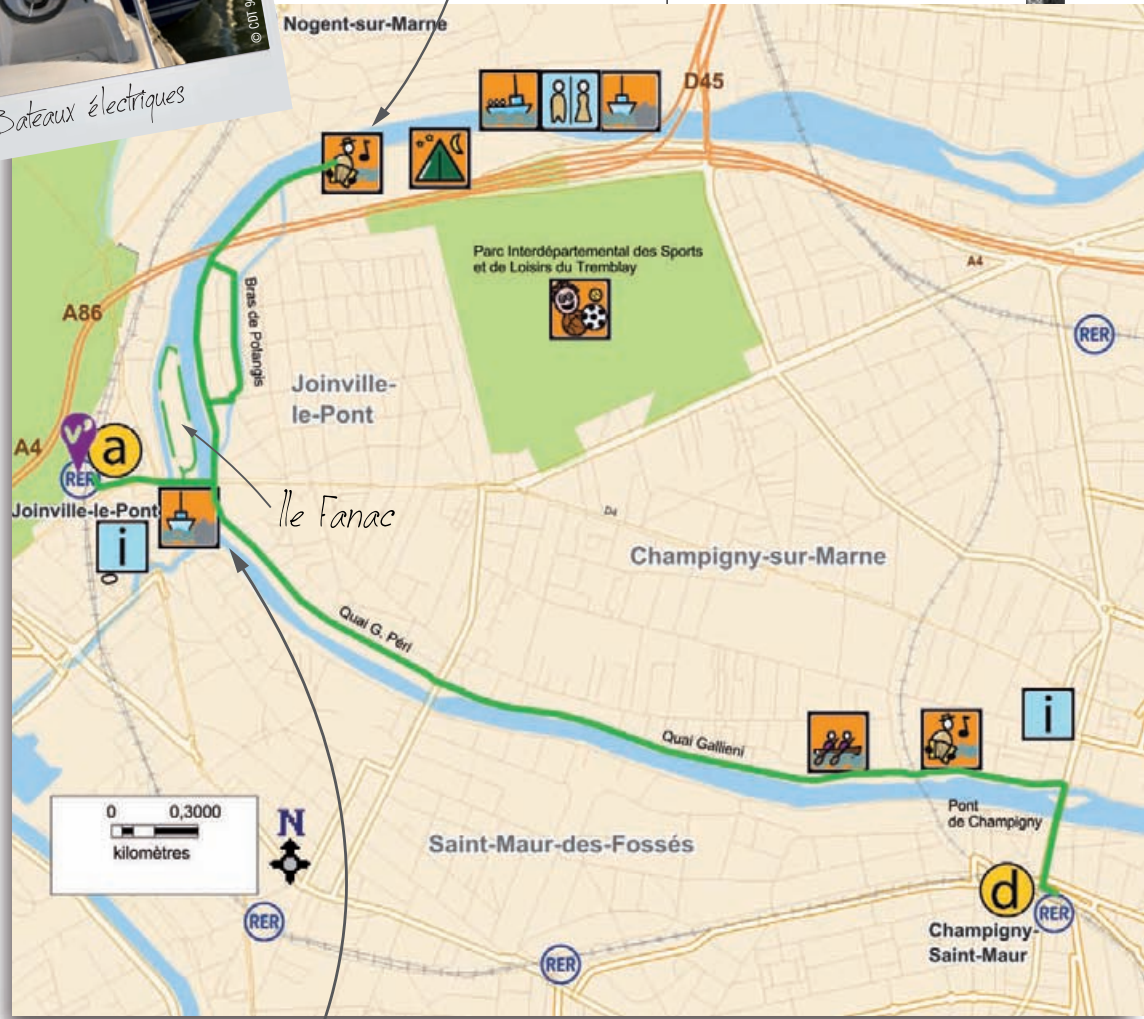 © CDT 9
Bateaux électriques
Nogent-sur-Marne
D45
Parc Interdépartemental des Sports
et de Loisirs du Tremblay
A4
RER
A86
Bras de Polangis
Joinville-
le-Pont
V'
a
A4
RER
Joinville-le-Pont
i
Ile Fanac
D4
Champigny-sur-Marne
Quai G. Péri
Quai Gallieni
i
0 0,3000
kilomètres
N
Saint-Maur-des-Fossés
Pont
de Champigny
d
RER
Champigny-
Saint-Maur
RER
RER